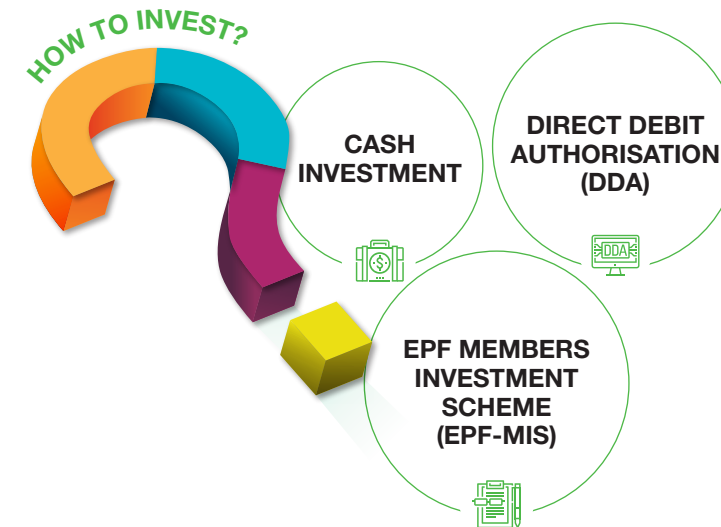 HOW TO INVEST?
CASH
INVESTMENT
DIRECT DEBIT
AUTHORISATION
(DDA)
DDA
EPF MEMBERS
INVESTMENT
SCHEME
(EPF-MIS)